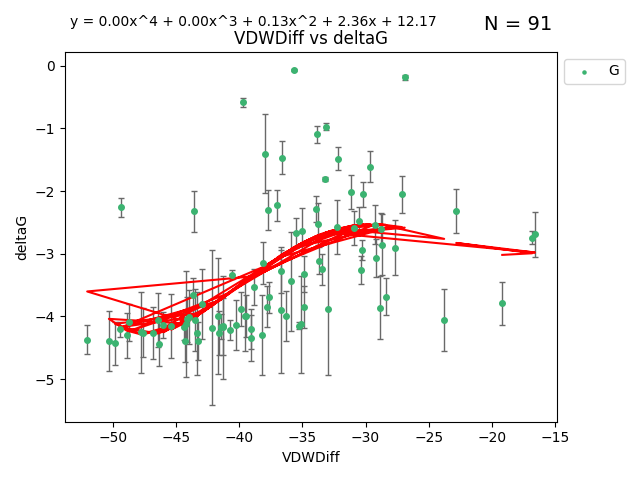 y = 0.00x^4 + 0.00x^3 + 0.13x^2 + 2.36x + 12.17
N = 91
VDWDiff vs deltaG
G
deltaG
0
−1
−2
−3
−4
−5
−50 −45 −40 −35 −30 −25 −20 −15
VDWDiff